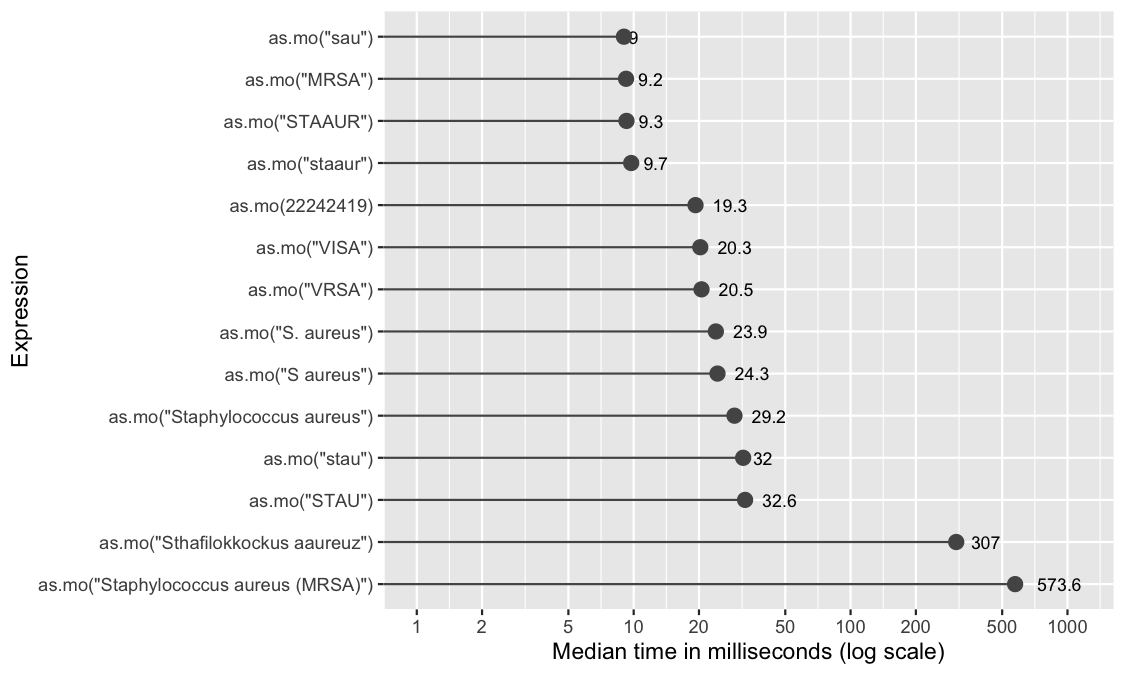 as.mo("sau") 9
as.mo("MRSA") 9.2
as.mo("STAAUR") 9.3
as.mo("staaur") 9.7
as.mo(22242419) 19.3
as.mo("VISA") 20.3
as.mo("VRSA") 20.5
as.mo("S. aureus") 23.9
as.mo("S aureus") 24.3
as.mo("Staphylococcus aureus") 29.2
as.mo("stau") 32
as.mo("STAU") 32.6
as.mo("Sthafilokkockus aaureuz") 307
as.mo("Staphylococcus aureus (MRSA)") 573.6
Expression
1 2 5 10 20 50 100 200 500 1000
Median time in milliseconds (log scale)